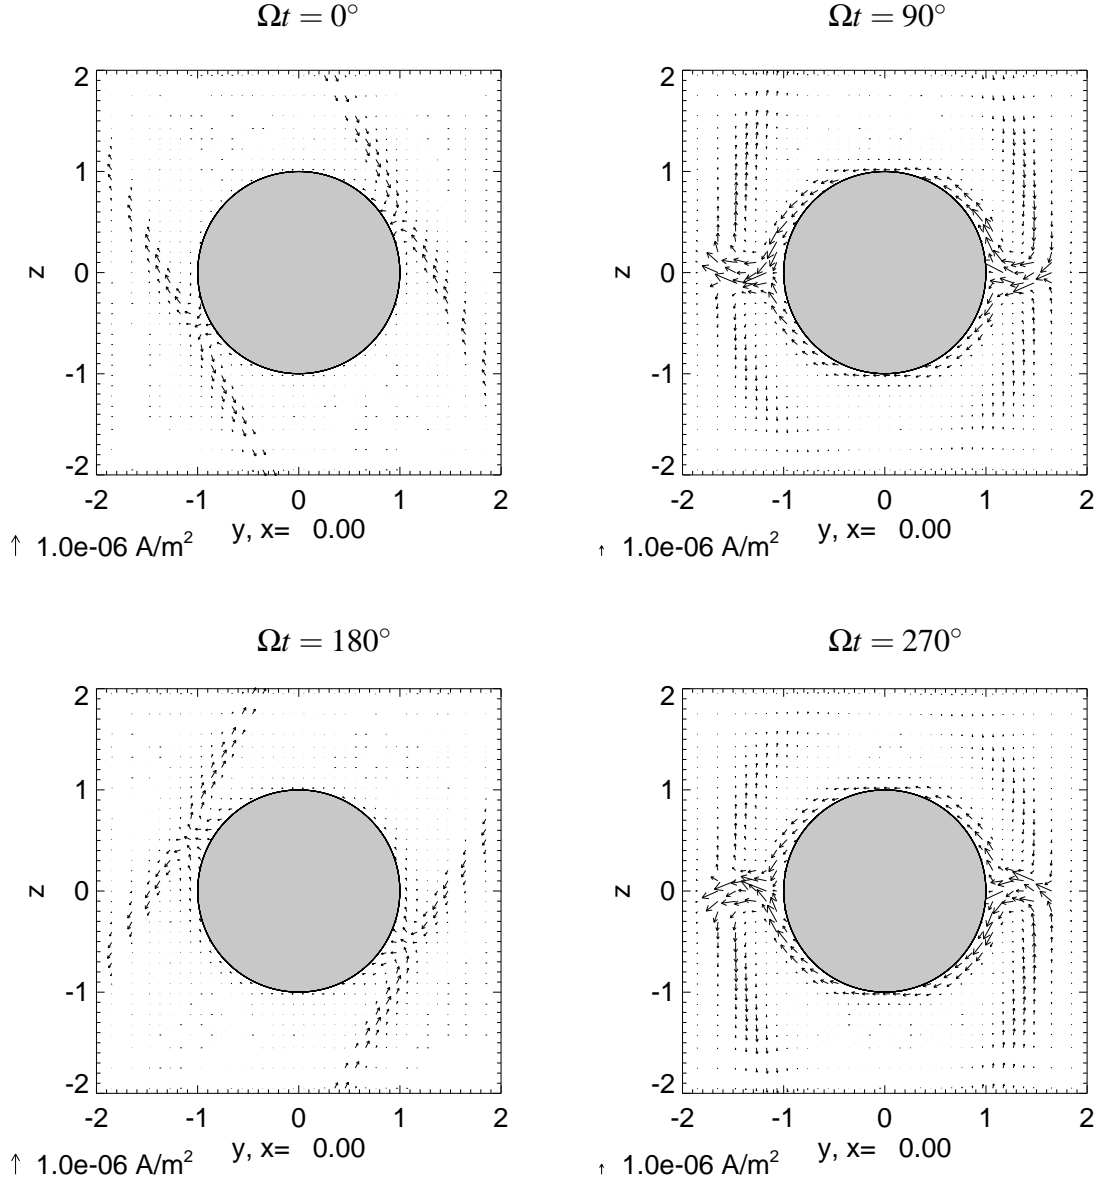 Ωt = 0° Ωt = 90°
2 2
1 1
z 0 z 0
-1 -1
-2 -2
-2 -1 0 1 2 -2 -1 0 1 2
y, x= 0.00 y, x= 0.00
↑ 1.0e-06 A/m² ↑ 1.0e-06 A/m²
Ωt = 180° Ωt = 270°
2 2
1 1
z 0 z 0
-1 -1
-2 -2
-2 -1 0 1 2 -2 -1 0 1 2
y, x= 0.00 y, x= 0.00
↑ 1.0e-06 A/m² ↑ 1.0e-06 A/m²